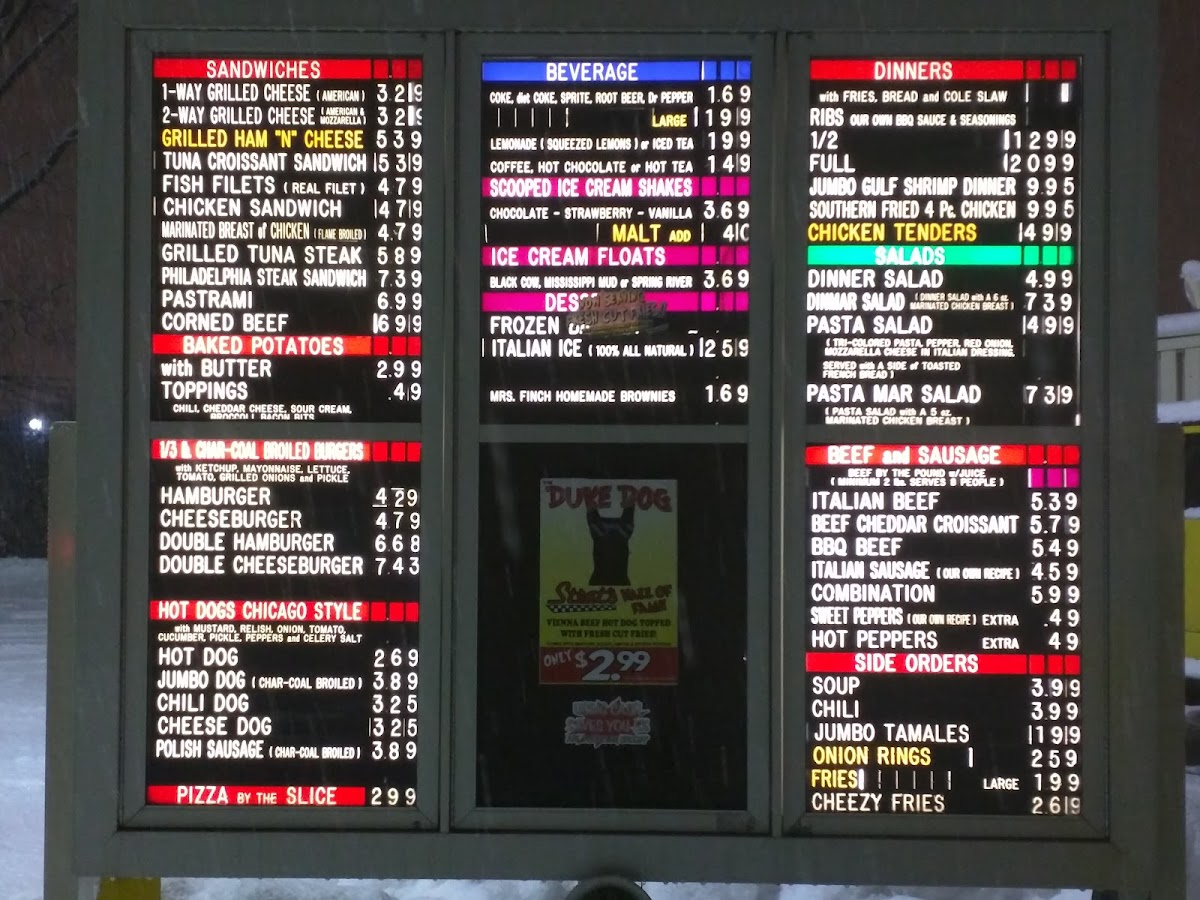 SANDWICHES
1-WAY GRILLED CHEESE (AMERICAN) 3.29
2-WAY GRILLED CHEESE (AMERICAN & MOZZARELLA) 3.29
GRILLED HAM "N" CHEESE 5 39
TUNA CROISSANT SANDWICH 5 39
FISH FILETS (REAL FILET) 4 79
CHICKEN SANDWICH 4 79
MARINATED BREAST of CHICKEN (FLAME BROILED) 4.79
GRILLED TUNA STEAK 5 89
PHILADELPHIA STEAK SANDWICH 7.39
PASTRAMI 6.99
CORNED BEEF 6 99
BAKED POTATOES
with BUTTER 2.99
TOPPINGS .49
CHILI, CHEDDAR CHEESE, SOUR CREAM,
BROCCOLI, BACON BITS
1/3 & CHAR-COAL BROILED BURGERS
with KETCHUP, MAYONNAISE, LETTUCE,
TOMATO, GRILLED ONIONS and PICKLE
HAMBURGER 4 29
CHEESEBURGER 4 79
DOUBLE HAMBURGER 6.68
DOUBLE CHEESEBURGER 7.43
HOT DOGS CHICAGO STYLE
with MUSTARD, RELISH, ONION, TOMATO,
CUCUMBER, PICKLE, PEPPERS and CELERY SALT
HOT DOG 2 69
JUMBO DOG (CHAR-COAL BROILED) 3.89
CHILI DOG 3 25
CHEESE DOG 3 25
POLISH SAUSAGE (CHAR-COAL BROILED) 3 89
PIZZA BY THE SLICE 2 99
BEVERAGE
COKE, diet COKE, SPRITE, ROOT BEER, Dr PEPPER 1.69
LARGE 1 99
LEMONADE (SQUEEZED LEMONS) or ICED TEA 1 99
COFFEE, HOT CHOCOLATE or HOT TEA 1 49
SCOOPED ICE CREAM SHAKES
CHOCOLATE - STRAWBERRY - VANILLA 3.69
MALT ADD 40
ICE CREAM FLOATS
BLACK COW, MISSISSIPPI MUD or SPRING RIVER 3.69
FRESH CUT FRIES
FROZEN
ITALIAN ICE (100% ALL NATURAL) 2 59
MRS. FINCH HOMEMADE BROWNIES 1.69
THE
DUKE DOG
HALL OF
FAME
VIENNA BEEF HOT DOG TOPPED
WITH FRESH CUT FRIES!
ONLY $2.99
SAVES YOU
DINNERS
with FRIES, BREAD and COLE SLAW
RIBS OUR OWN BBQ SAUCE & SEASONINGS
1/2 12 99
FULL 20 99
JUMBO GULF SHRIMP DINNER 9.95
SOUTHERN FRIED 4 Pc. CHICKEN 9 95
CHICKEN TENDERS 4 99
SALADS
DINNER SALAD 4.99
DINMAR SALAD (DINNER SALAD with A 6 oz. MARINATED CHICKEN BREAST) 7 39
PASTA SALAD 4 99
(TRI-COLORED PASTA, PEPPER, RED ONION,
MOZZARELLA CHEESE IN ITALIAN DRESSING.
SERVED with A SIDE of TOASTED
FRENCH BREAD)
PASTA MAR SALAD 7 39
(PASTA SALAD with A 5 oz.
MARINATED CHICKEN BREAST)
BEEF and SAUSAGE
BEEF BY THE POUND w/JUICE
(MINIMUM 2 lbs. SERVES 8 PEOPLE)
ITALIAN BEEF 5.39
BEEF CHEDDAR CROISSANT 5.79
BBQ BEEF 5.49
ITALIAN SAUSAGE (OUR OWN RECIPE) 4 59
COMBINATION 5.99
SWEET PEPPERS (OUR OWN RECIPE) EXTRA .49
HOT PEPPERS EXTRA 49
SIDE ORDERS
SOUP 3.99
CHILI 3.99
JUMBO TAMALES 1 99
ONION RINGS 2 59
FRIES LARGE 1 99
CHEEZY FRIES 2.69